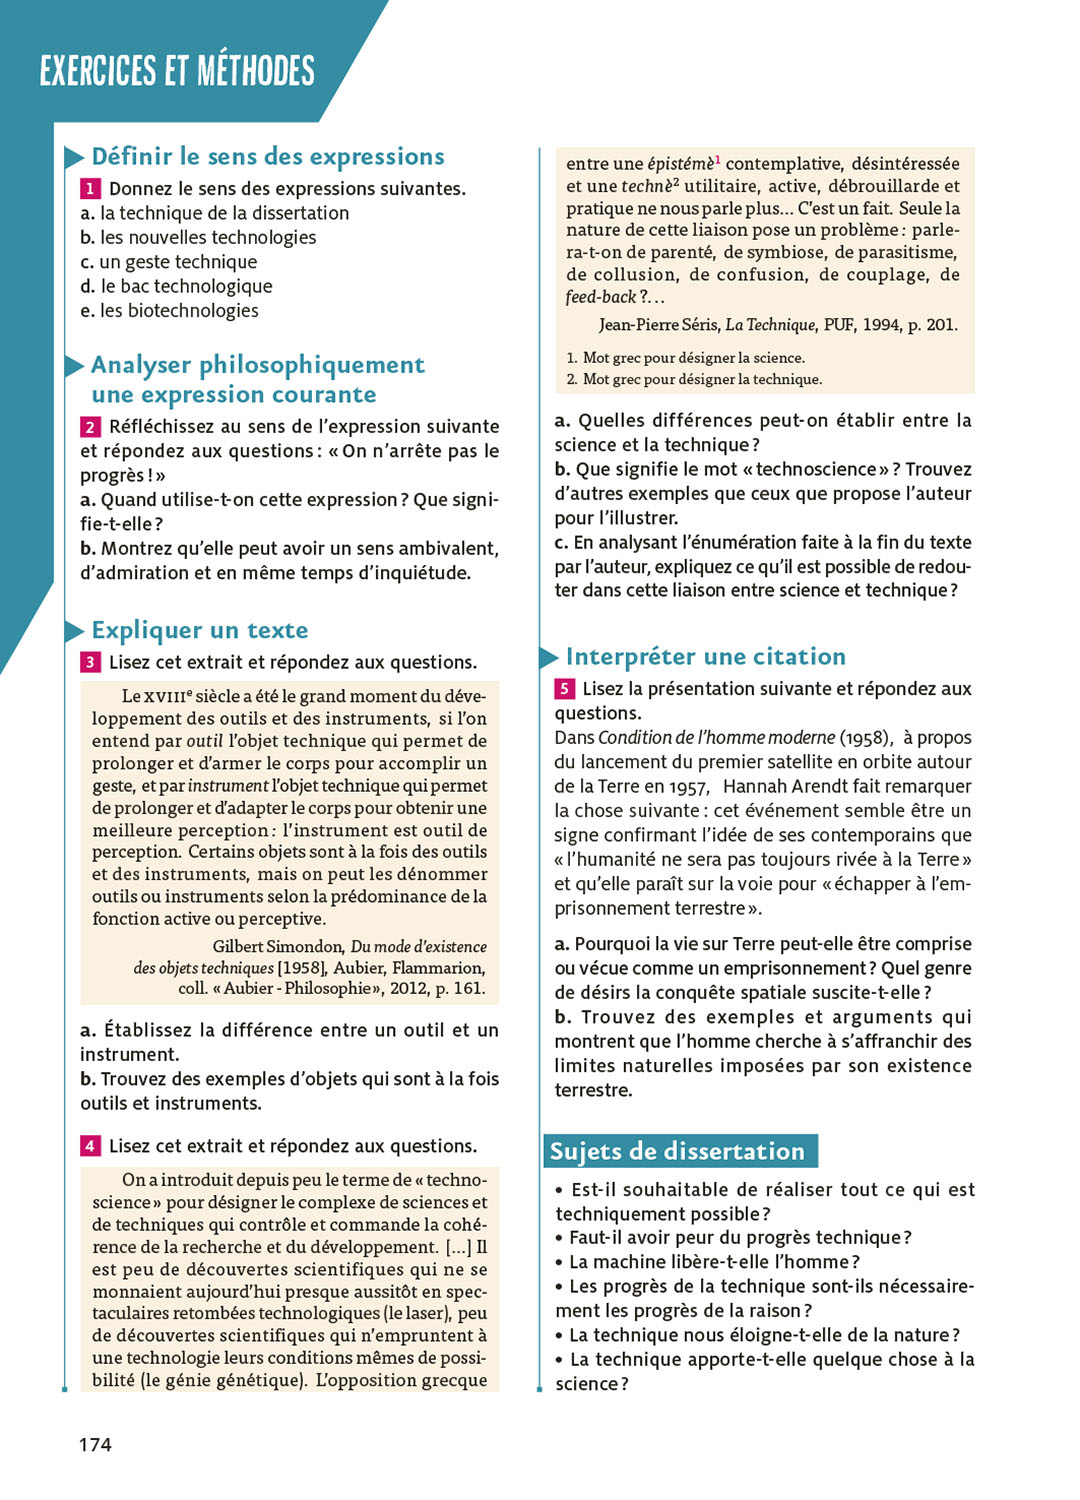 EXERCICES ET MÉTHODES
Définir le sens des expressions
1 Donnez le sens des expressions suivantes.
a. la technique de la dissertation
b. les nouvelles technologies
c. un geste technique
d. le bac technologique
e. les biotechnologies
Analyser philosophiquement
une expression courante
2 Réfléchissez au sens de l’expression suivante
et répondez aux questions : « On n’arrête pas le
progrès ! »
a. Quand utilise-t-on cette expression ? Que signi-
fie-t-elle ?
b. Montrez qu’elle peut avoir un sens ambivalent,
d’admiration et en même temps d’inquiétude.
Expliquer un texte
3 Lisez cet extrait et répondez aux questions.
Le XVIIIe siècle a été le grand moment du déve-
loppement des outils et des instruments, si l’on
entend par outil l’objet technique qui permet de
prolonger et d’armer le corps pour accomplir un
geste, et par instrument l’objet technique qui permet
de prolonger et d’adapter le corps pour obtenir une
meilleure perception : l’instrument est outil de
perception. Certains objets sont à la fois des outils
et des instruments, mais on peut les dénommer
outils ou instruments selon la prédominance de la
fonction active ou perceptive.
Gilbert Simondon, Du mode d’existence
des objets techniques [1958], Aubier, Flammarion,
coll. « Aubier - Philosophie », 2012, p. 161.
a. Établissez la différence entre un outil et un
instrument.
b. Trouvez des exemples d’objets qui sont à la fois
outils et instruments.
4 Lisez cet extrait et répondez aux questions.
On a introduit depuis peu le terme de « techno-
science » pour désigner le complexe de sciences et
de techniques qui contrôle et commande la cohé-
rence de la recherche et du développement. [...] Il
est peu de découvertes scientifiques qui ne se
monnaient aujourd’hui presque aussitôt en spec-
taculaires retombées technologiques (le laser), peu
de découvertes scientifiques qui n’empruntent à
une technologie leurs conditions mêmes de possi-
bilité (le génie génétique). L’opposition grecque
entre une épistémè1 contemplative, désintéressée
et une technè2 utilitaire, active, débrouillarde et
pratique ne nous parle plus... C’est un fait. Seule la
nature de cette liaison pose un problème : parle-
ra-t-on de parenté, de symbiose, de parasitisme,
de collusion, de confusion, de couplage, de
feed-back ?...
Jean-Pierre Séris, La Technique, PUF, 1994, p. 201.
1. Mot grec pour désigner la science.
2. Mot grec pour désigner la technique.
a. Quelles différences peut-on établir entre la
science et la technique ?
b. Que signifie le mot « technoscience » ? Trouvez
d’autres exemples que ceux que propose l’auteur
pour l’illustrer.
c. En analysant l’énumération faite à la fin du texte
par l’auteur, expliquez ce qu’il est possible de redou-
ter dans cette liaison entre science et technique ?
Interpréter une citation
5 Lisez la présentation suivante et répondez aux
questions.
Dans Condition de l’homme moderne (1958), à propos
du lancement du premier satellite en orbite autour
de la Terre en 1957, Hannah Arendt fait remarquer
la chose suivante : cet événement semble être un
signe confirmant l’idée de ses contemporains que
« l’humanité ne sera pas toujours rivée à la Terre »
et qu’elle paraît sur la voie pour « échapper à l’em-
prisonnement terrestre ».
a. Pourquoi la vie sur Terre peut-elle être comprise
ou vécue comme un emprisonnement ? Quel genre
de désirs la conquête spatiale suscite-t-elle ?
b. Trouvez des exemples et arguments qui
montrent que l’homme cherche à s’affranchir des
limites naturelles imposées par son existence
terrestre.
Sujets de dissertation
• Est-il souhaitable de réaliser tout ce qui est
techniquement possible ?
• Faut-il avoir peur du progrès technique ?
• La machine libère-t-elle l’homme ?
• Les progrès de la technique sont-ils nécessaire-
ment les progrès de la raison ?
• La technique nous éloigne-t-elle de la nature ?
• La technique apporte-t-elle quelque chose à la
science ?
174